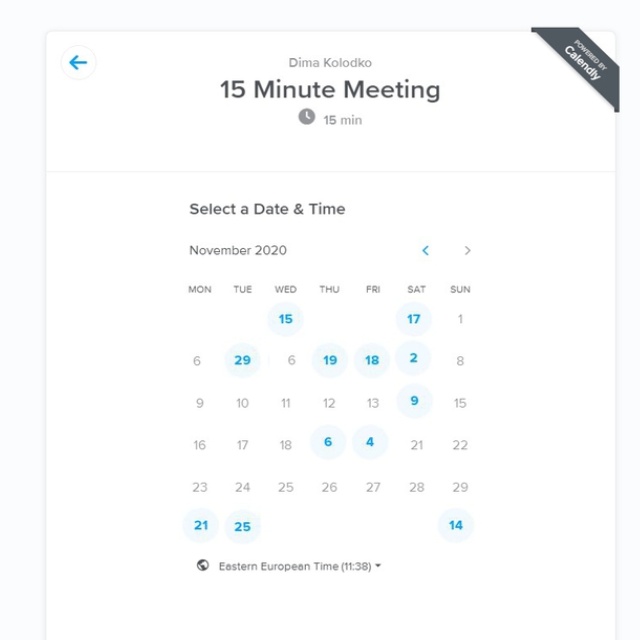 POWERED BY
Calendly
Dima Kolodko
15 Minute Meeting
15 min
Select a Date & Time
November 2020
MON TUE WED THU FRI SAT SUN
15 17 1
6 29 6 19 18 2 8
9 10 11 12 13 9 15
16 17 18 6 4 21 22
23 24 25 26 27 28 29
21 25 14
Eastern European Time (11:38)